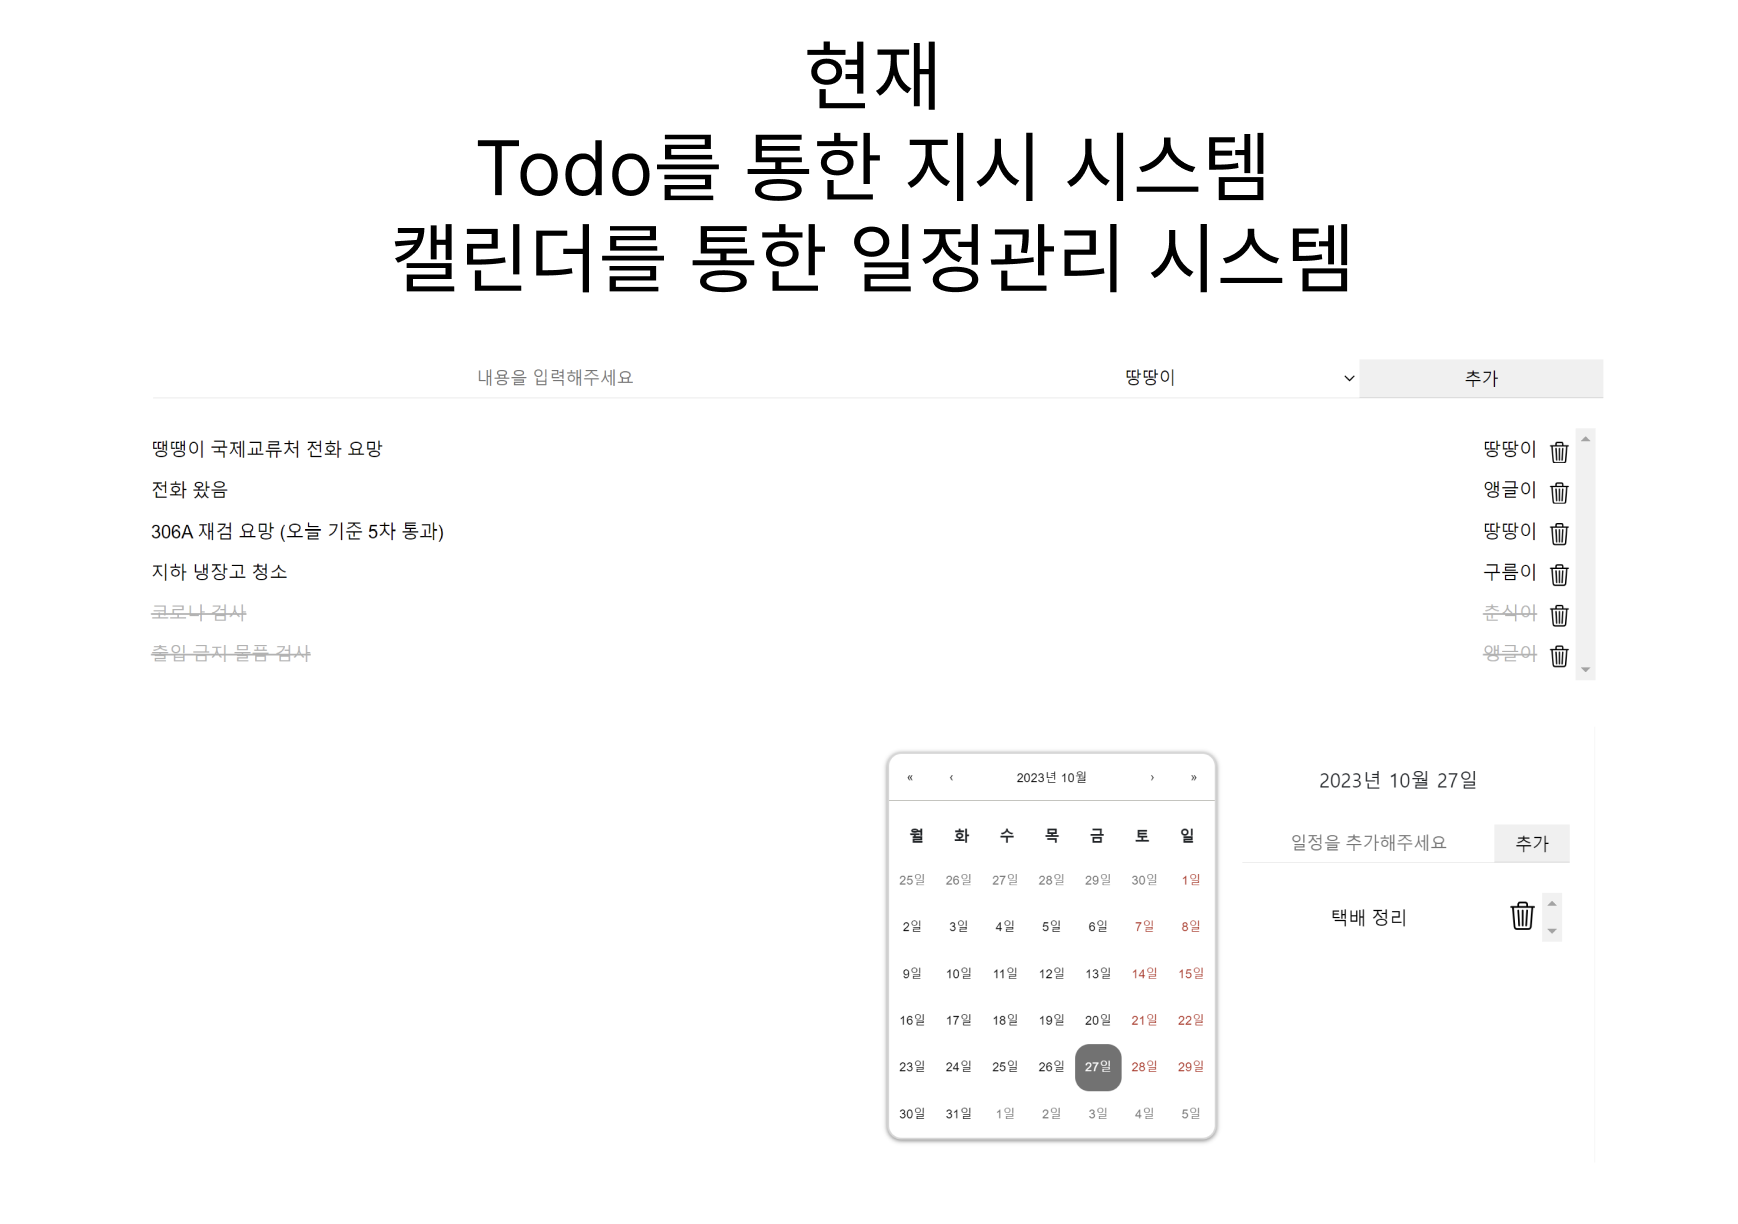 현재
Todo를 통한 지시 시스템
캘린더를 통한 일정관리 시스템
내용을 입력해주세요 땅땅이 추가
땡땡이 국제교류처 전화 요망 땅땅이
전화 왔음 앵글이
306A 재검 요망 (오늘 기준 5차 통과) 땅땅이
지하 냉장고 청소 구름이
코로나 검사 춘식이
출입 금지 물품 검사 앵글이
« ‹ 2023년 10월 › »
월 화 수 목 금 토 일
25일 26일 27일 28일 29일 30일 1일
2일 3일 4일 5일 6일 7일 8일
9일 10일 11일 12일 13일 14일 15일
16일 17일 18일 19일 20일 21일 22일
23일 24일 25일 26일 27일 28일 29일
30일 31일 1일 2일 3일 4일 5일
2023년 10월 27일
일정을 추가해주세요 추가
택배 정리